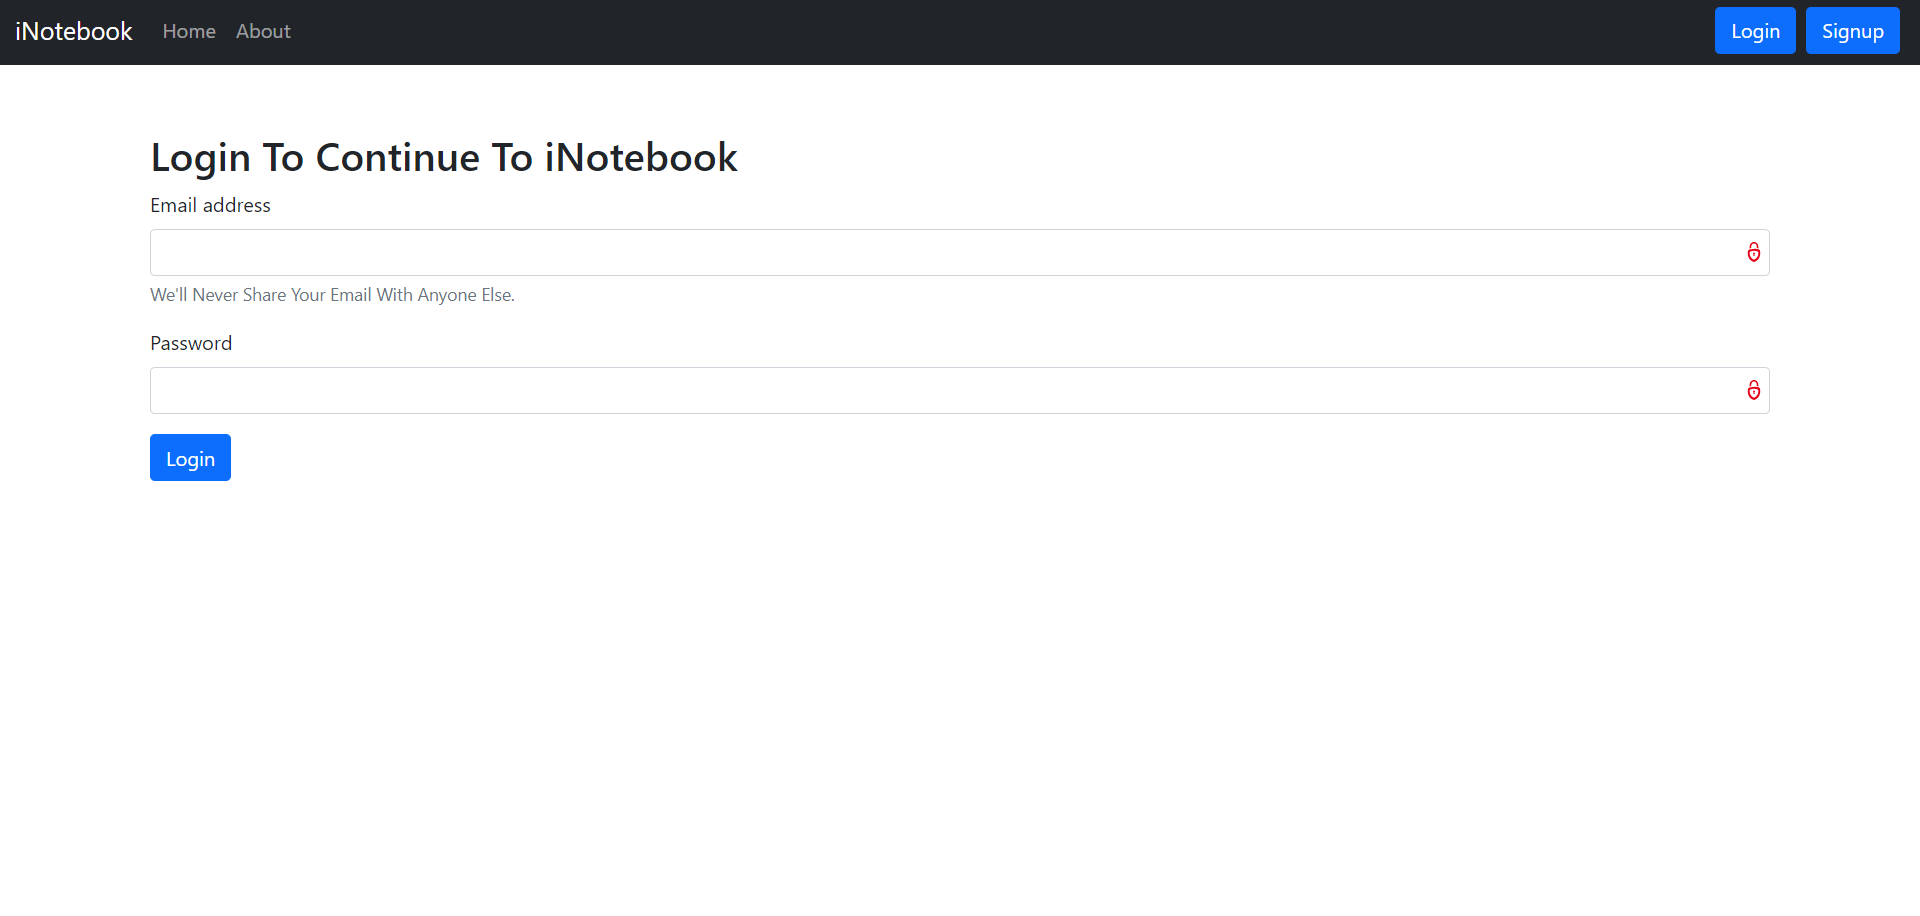 iNotebook Home About Login Signup
Login To Continue To iNotebook
Email address
We'll Never Share Your Email With Anyone Else.
Password
Login